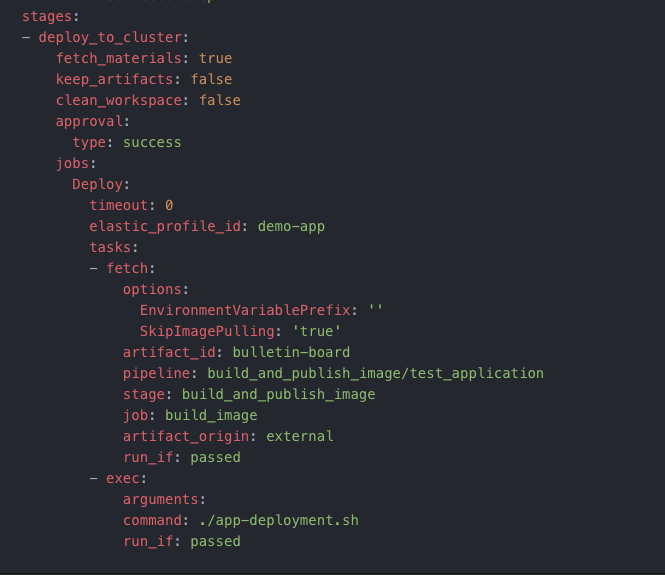 stages:
- deploy_to_cluster:
    fetch_materials: true
    keep_artifacts: false
    clean_workspace: false
    approval:
      type: success
    jobs:
      Deploy:
        timeout: 0
        elastic_profile_id: demo-app
        tasks:
        - fetch:
            options:
              EnvironmentVariablePrefix: ''
              SkipImagePulling: 'true'
            artifact_id: bulletin-board
            pipeline: build_and_publish_image/test_application
            stage: build_and_publish_image
            job: build_image
            artifact_origin: external
            run_if: passed
        - exec:
            arguments:
            command: ./app-deployment.sh
            run_if: passed